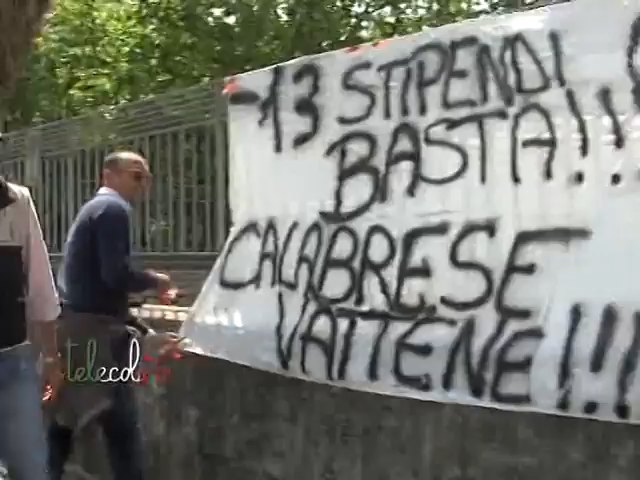 -13 STIPENDI
BASTA!!
CALABRESE
VATTENE!!!
telecol